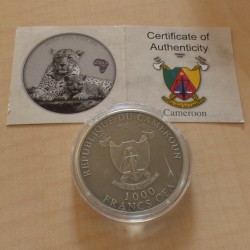 Certificate of
Authenticity
Cameroon
REPUBLIQUE DU CAMEROUN
1000
FRANCS CFA